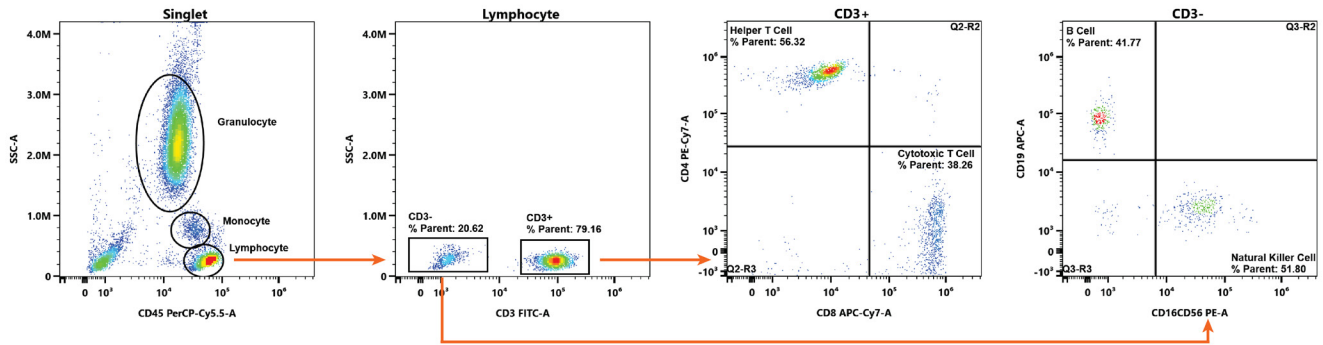 Singlet
4.0M
3.0M
2.0M
1.0M
0
SSC-A
Granulocyte
Monocyte
Lymphocyte
0 10³ 10⁴ 10⁵ 10⁶
CD45 PerCP-Cy5.5-A
Lymphocyte
4.0M
3.0M
2.0M
1.0M
0
SSC-A
CD3-
% Parent: 20.62
CD3+
% Parent: 79.16
0 10³ 10⁴ 10⁵ 10⁶
CD3 FITC-A
CD3+
Helper T Cell
% Parent: 56.32
Q2-R2
10⁶
10⁵
10⁴
10³
0
-10³
CD4 PE-Cy7-A
Cytotoxic T Cell
% Parent: 38.26
Q2-R3
0 10³ 10⁴ 10⁵ 10⁶
CD8 APC-Cy7-A
CD3-
B Cell
% Parent: 41.77
Q3-R2
10⁶
10⁵
10⁴
10³
0
-10³
CD19 APC-A
Natural Killer Cell
% Parent: 51.80
Q3-R3
0 10³ 10⁴ 10⁵ 10⁶
CD16CD56 PE-A